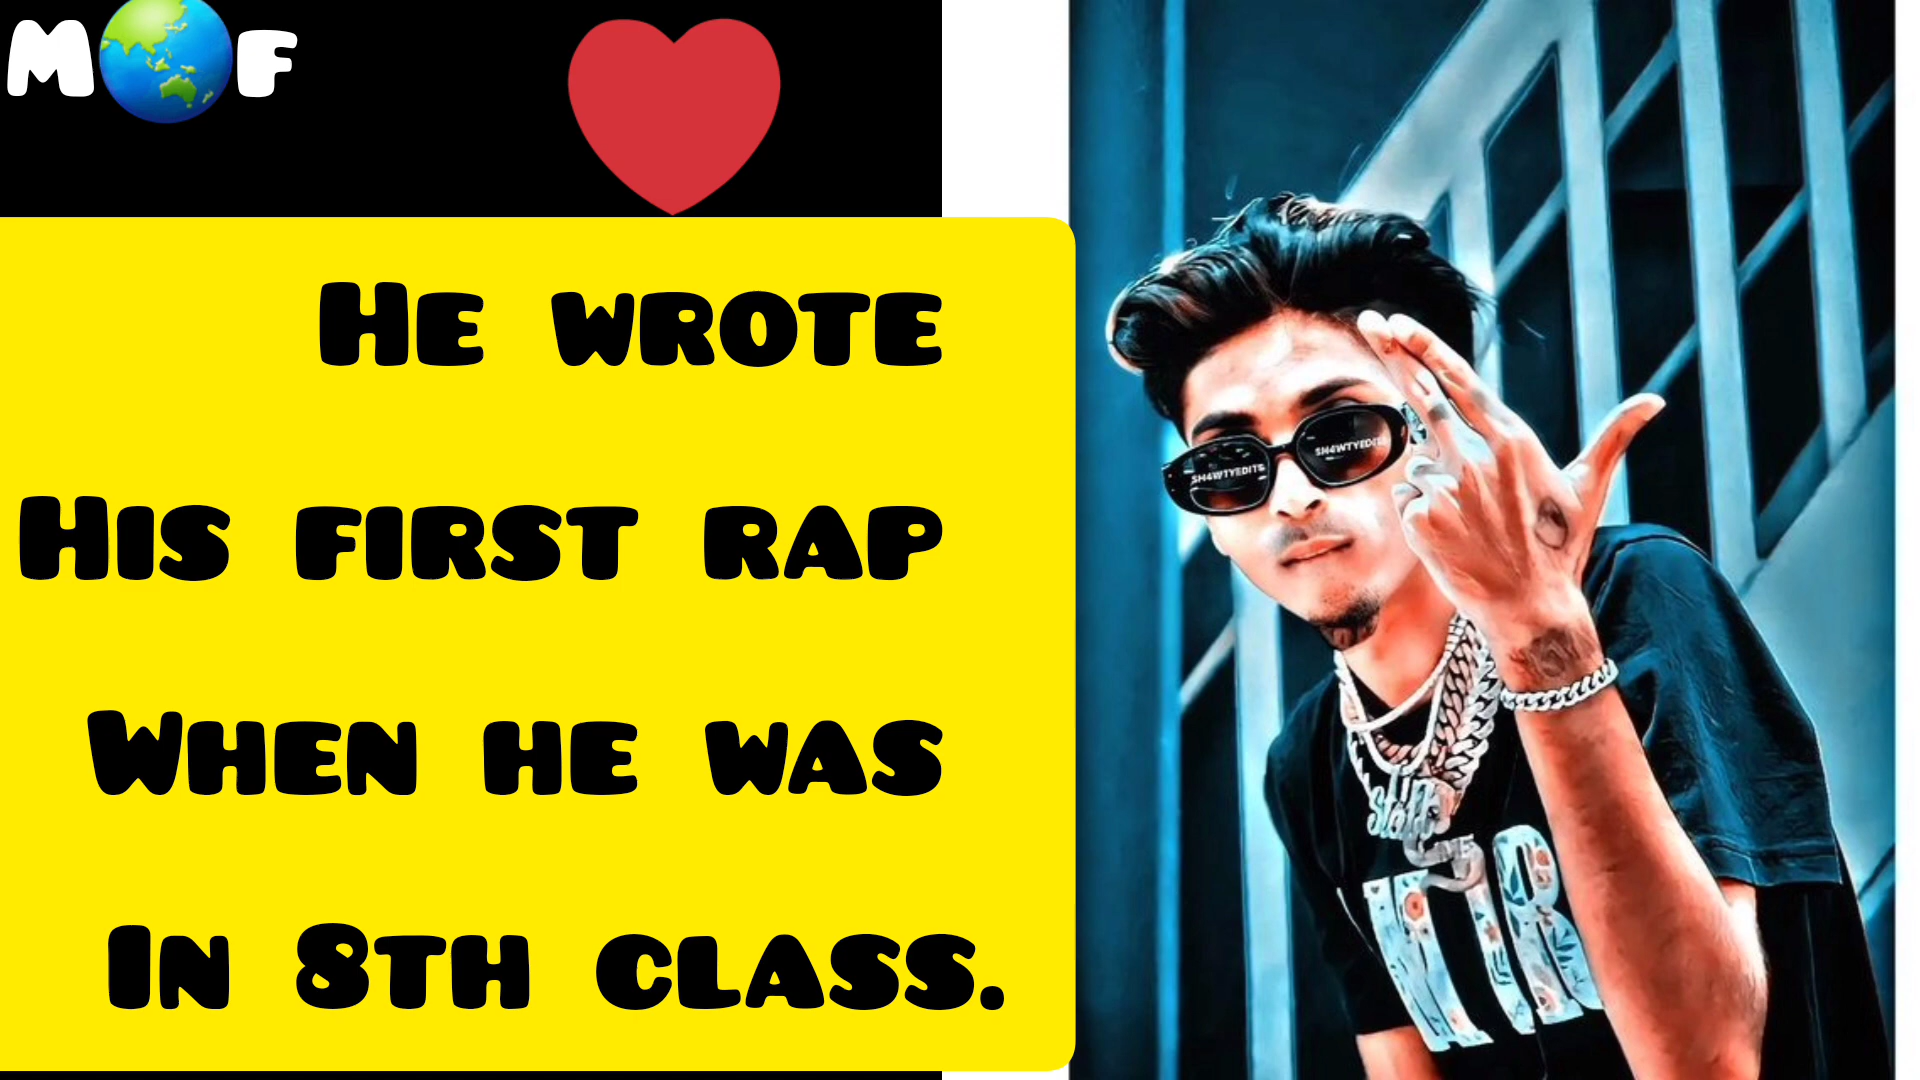 M🌏F
He wrote
His first rap
When he was
In 8th class.
SH4WTYEDITS SH4WTYEDITS